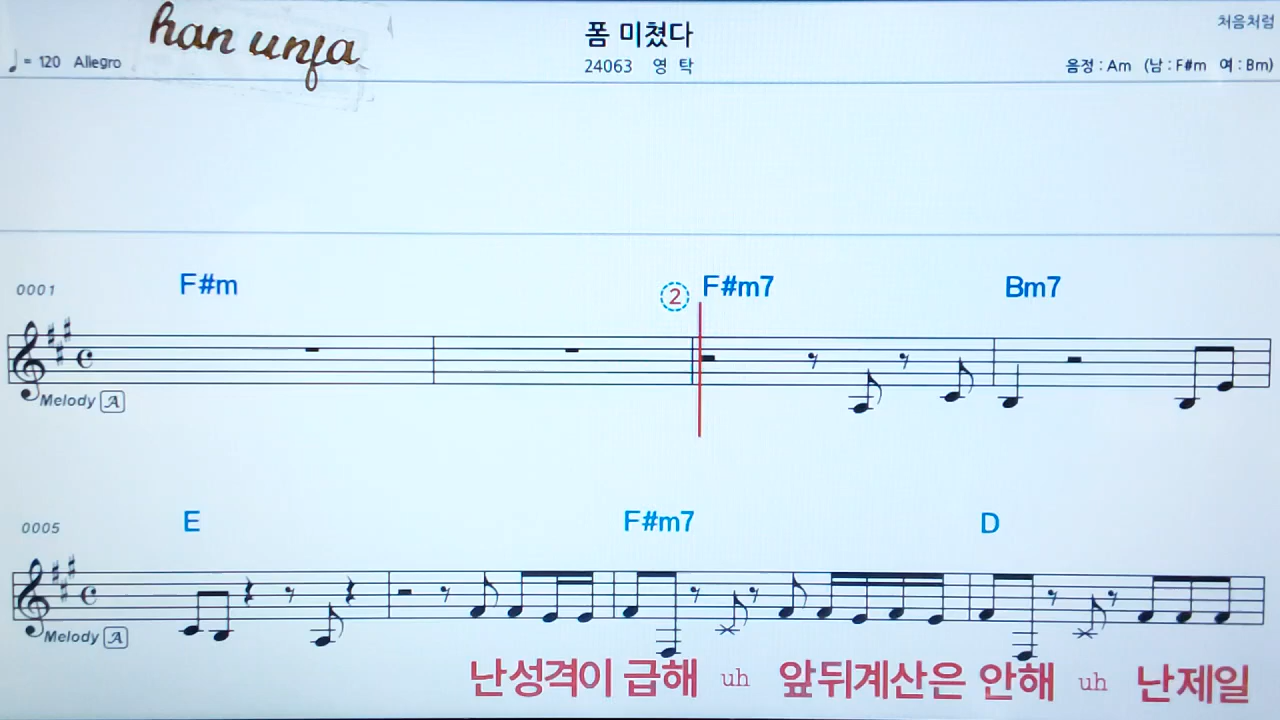 han unja
폼 미쳤다
처음처럼
♩= 120 Allegro
24063 영 탁
음정 : Am (남 : F#m 여 : Bm)
0001 F#m ② F#m7 Bm7
Melody A
0005 E F#m7 D
Melody A
난성격이 급해 uh 앞뒤계산은 안해 uh 난제일